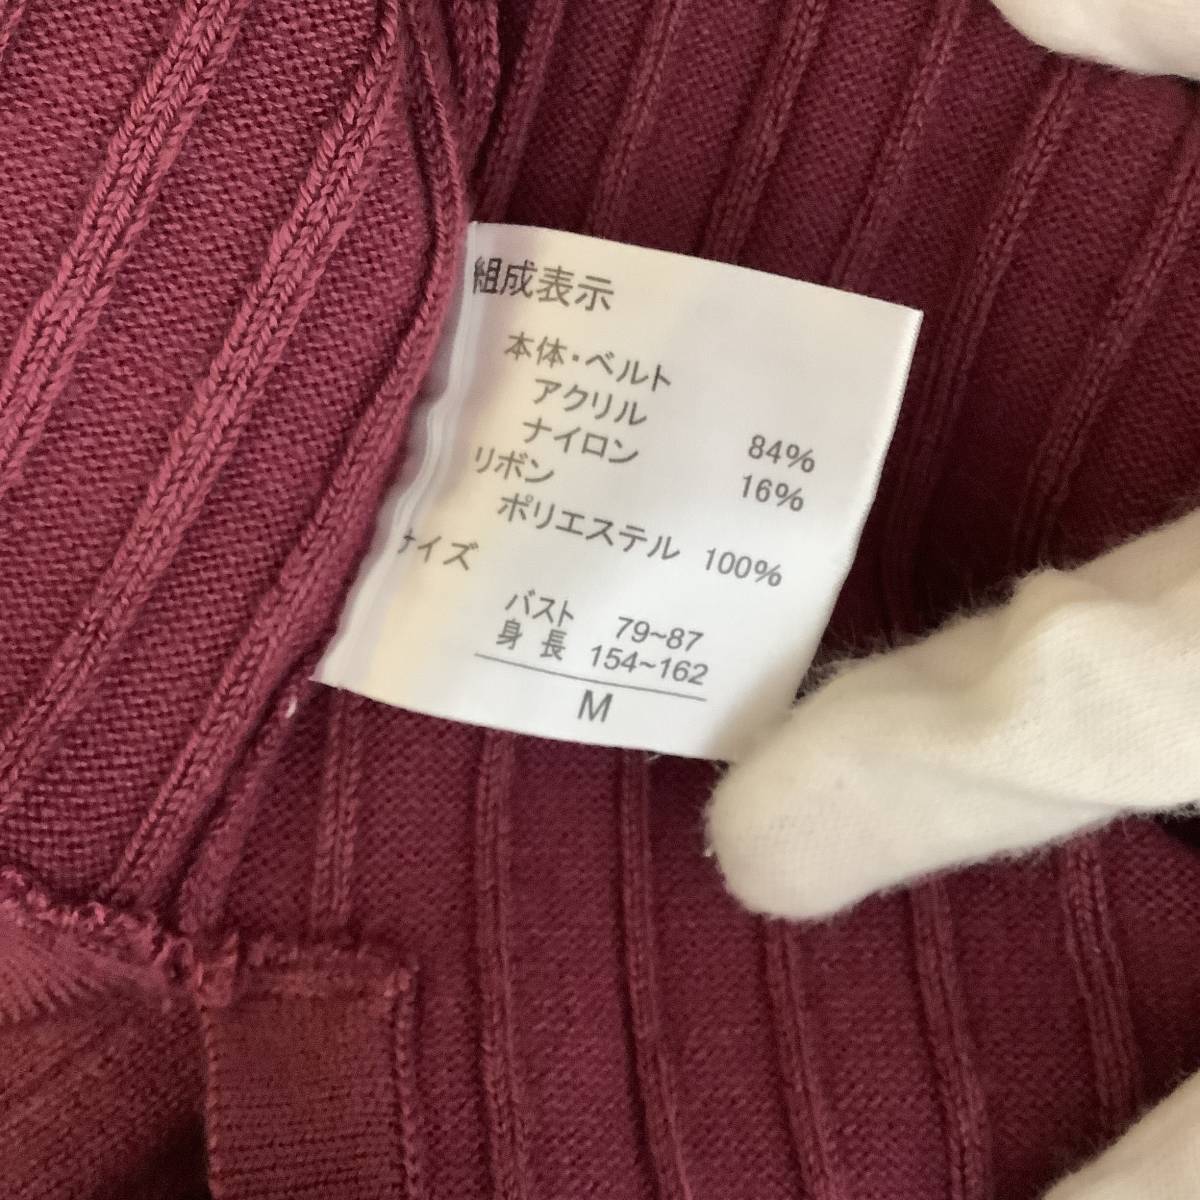 組成表示
本体・ベルト
アクリル 84%
ナイロン 16%
リボン
ポリエステル 100%
サイズ
バスト 79~87
身長 154~162
M